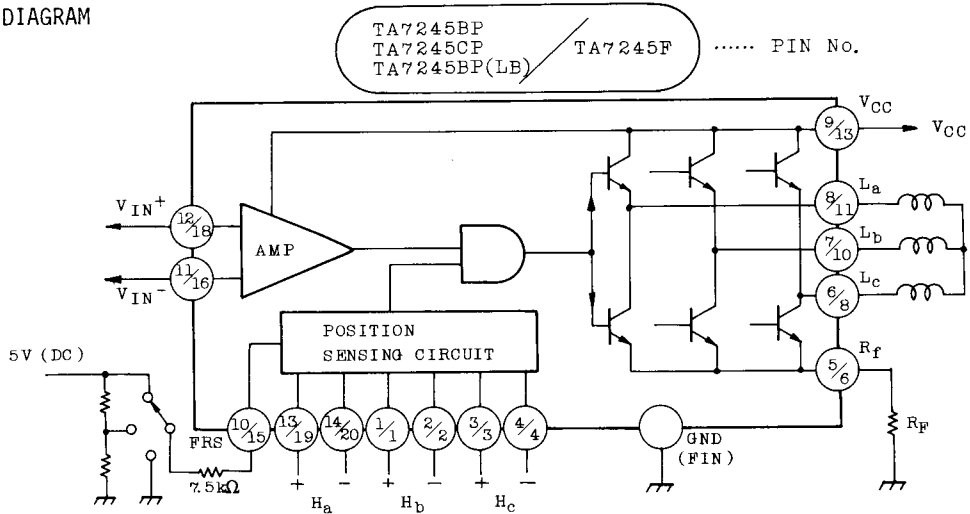 DIAGRAM
TA7245BP
TA7245CP
TA7245BP(LB)
TA7245F
...... PIN No.
VCC
9/13
VCC
La
8/11
Lb
7/10
Lc
6/8
Rf
5/6
RF
VIN+
12/18
AMP
11/16
VIN-
POSITION
SENSING CIRCUIT
5V (DC)
FRS
10/15
13/19
14/20
1/1
2/2
3/3
4/4
GND
(FIN)
7.5kΩ
+ - + - + -
Ha Hb Hc